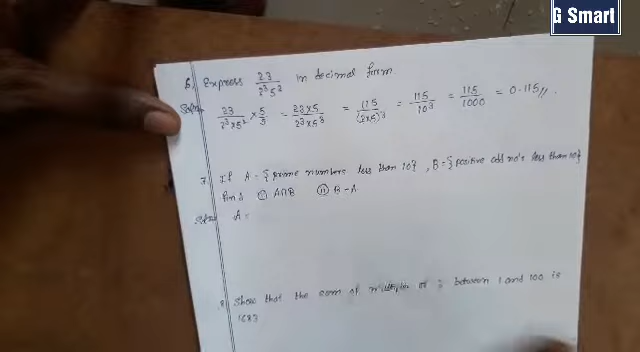 G Smart
6) Express 23/2³5² in decimal form.
Soln: 23/2³×5² × 5/5 = 23×5/2³×5³ = 115/(2×5)³ = 115/10³ = 115/1000 = 0.115//.
7. If A = {prime numbers less than 10}, B = {positive odd no's less than 10}
find (i) A∩B (ii) B-A
Soln: A =
8. Show that the sum of multiples of between 1 and 100 is
1683